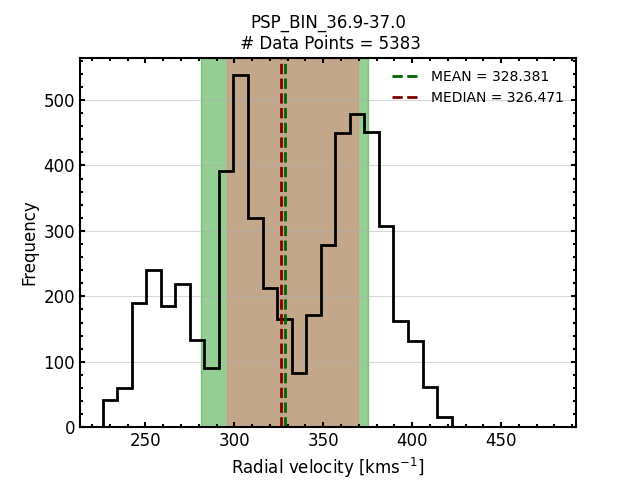 PSP_BIN_36.9-37.0
# Data Points = 5383
MEAN = 328.381
MEDIAN = 326.471
Frequency
500
400
300
200
100
0
250 300 350 400 450
Radial velocity [kms⁻¹]